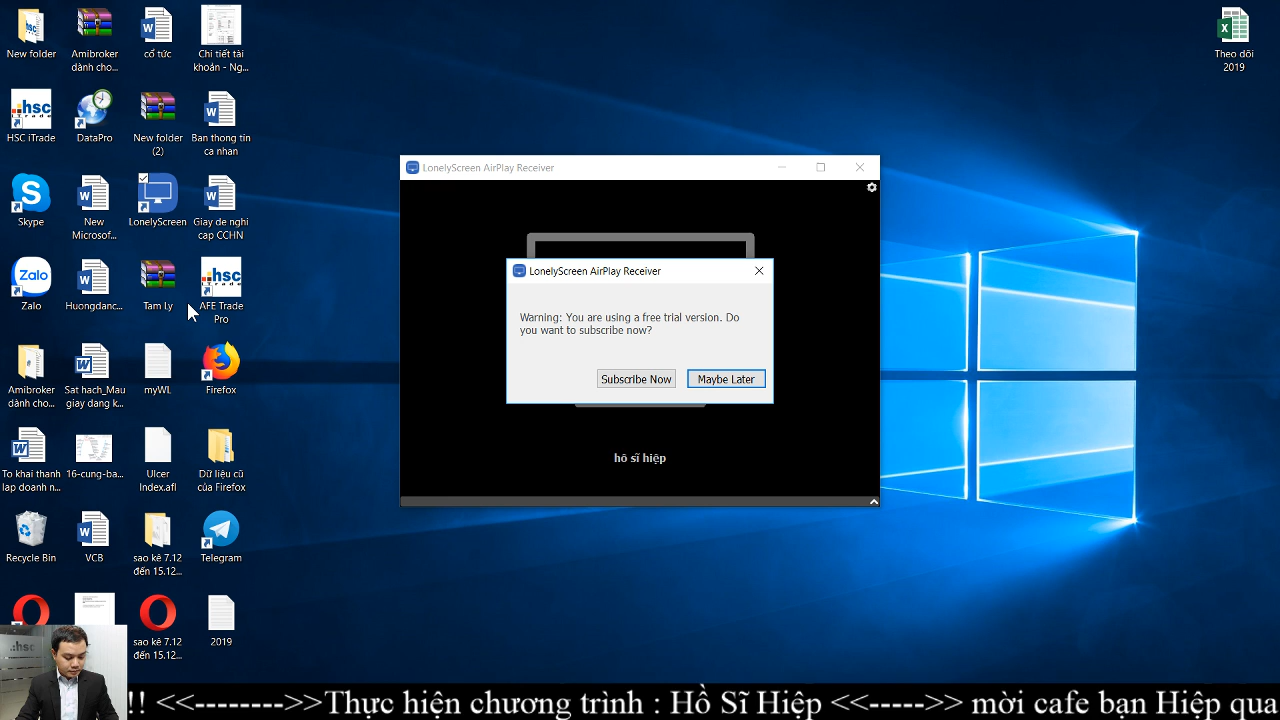 New folder
Amibroker
dành cho...
cổ tức
Chi tiết tài
khoản - Ng...
Theo dõi
2019
HSC iTrade
DataPro
New folder
(2)
Ban thong tin
ca nhan
Skype
New
Microsof...
LonelyScreen
Giay de nghi
cap CCHN
Zalo
Zalo
Huongdanc...
Tam Ly
AFE Trade
Pro
Amibroker
dành cho...
Sat hach_Mau
giay dang k...
myWL
Firefox
To khai thanh
lap doanh n...
16-cung-ba...
Ulcer
Index.afl
Dữ liệu cũ
của Firefox
Recycle Bin
VCB
sao kê 7.12
đến 15.12...
Telegram
sao kê 7.12
đến 15.12...
2019
LonelyScreen AirPlay Receiver
LonelyScreen AirPlay Receiver
Warning: You are using a free trial version. Do
you want to subscribe now?
Subscribe Now
Maybe Later
hồ sĩ hiệp
.:hsc
!! <<-------->>Thực hiện chương trình : Hồ Sĩ Hiệp <<----->> mời cafe bạn Hiệp qua